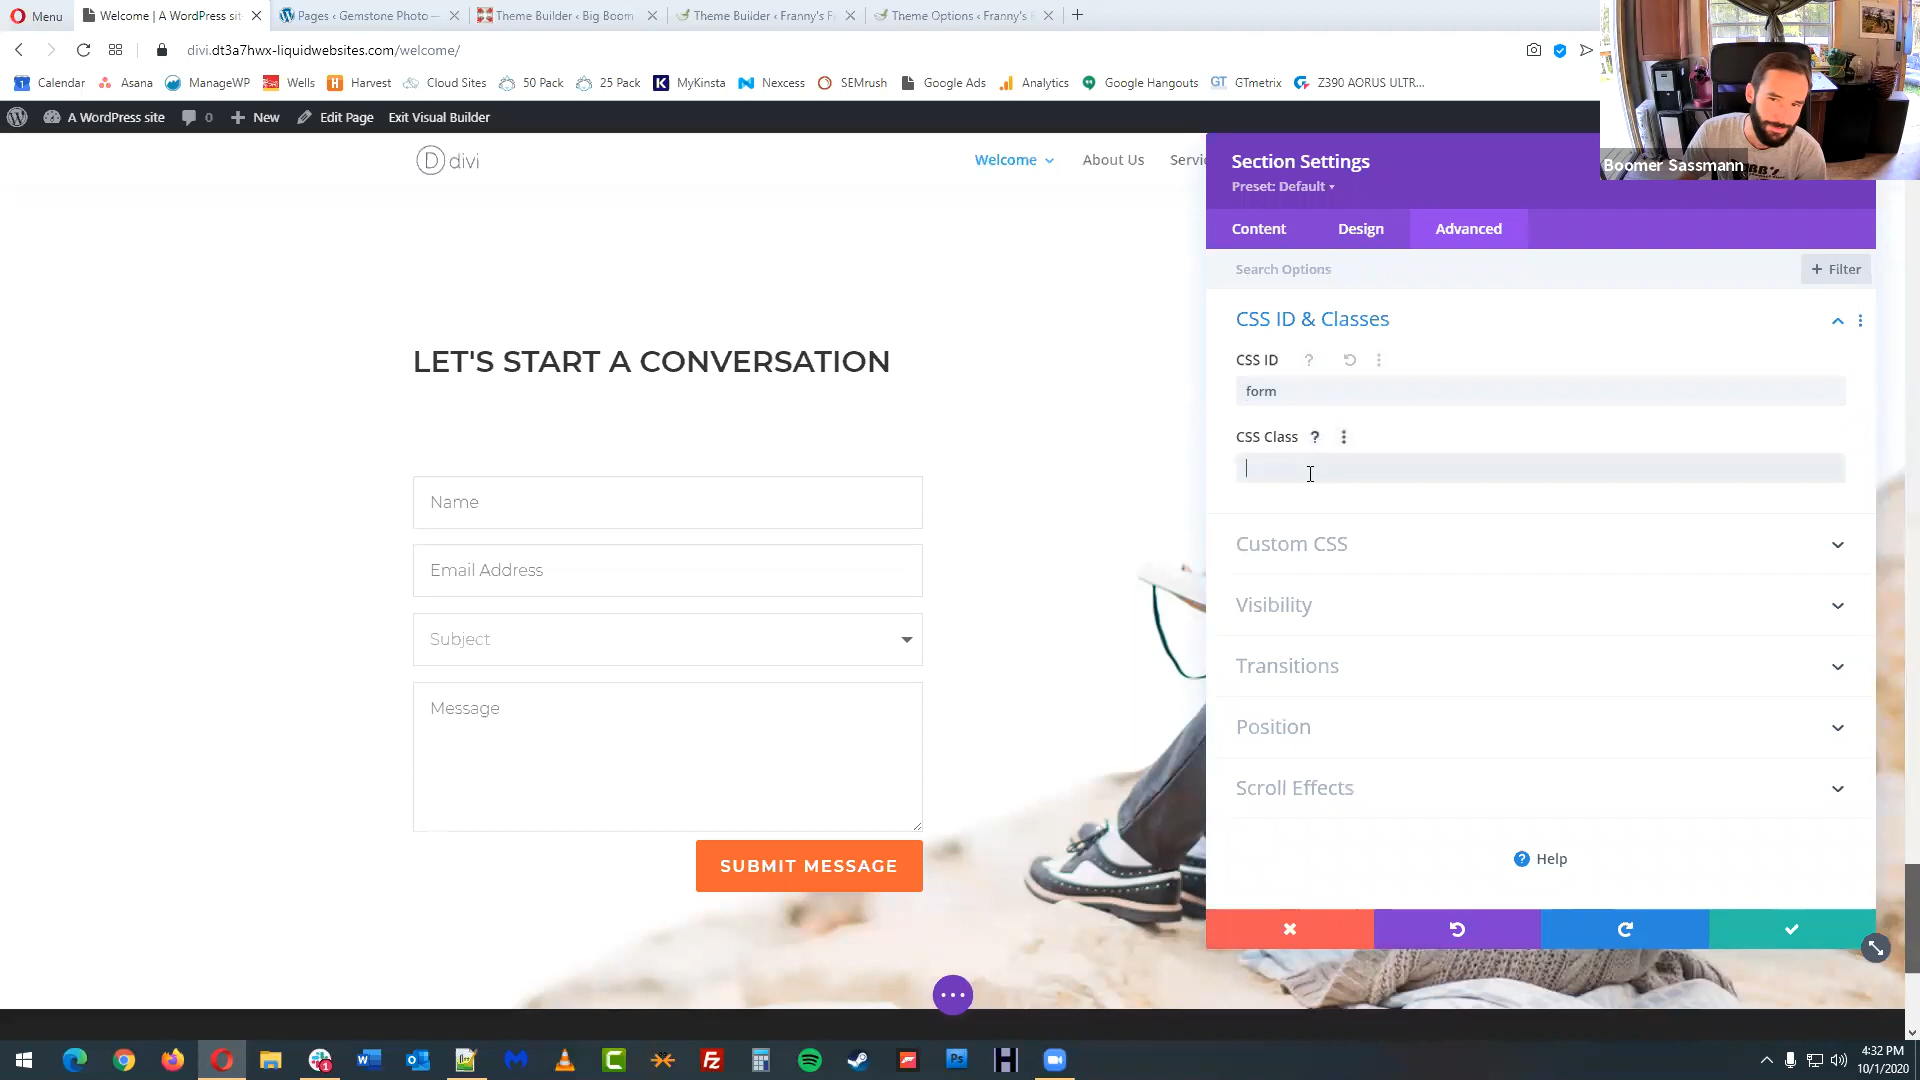 Menu
Welcome | A WordPress sit
Pages ‹ Gemstone Photo —
Theme Builder ‹ Big Boom
Theme Builder ‹ Franny's F
Theme Options ‹ Franny's F
divi.dt3a7hwx-liquidwebsites.com/welcome/
Calendar
Asana
ManageWP
Wells
Harvest
Cloud Sites
50 Pack
25 Pack
MyKinsta
Nexcess
SEMrush
Google Ads
Analytics
Google Hangouts
GT GTmetrix
Z390 AORUS ULTR...
A WordPress site
0
New
Edit Page
Exit Visual Builder
Boomer Sassmann
D divi
Welcome
About Us
Servic
Section Settings
Preset: Default
Content
Design
Advanced
Search Options
+ Filter
CSS ID & Classes
CSS ID ?
form
CSS Class ?
Custom CSS
Visibility
Transitions
Position
Scroll Effects
? Help
LET'S START A CONVERSATION
Name
Email Address
Subject
Message
SUBMIT MESSAGE
4:32 PM
10/1/2020